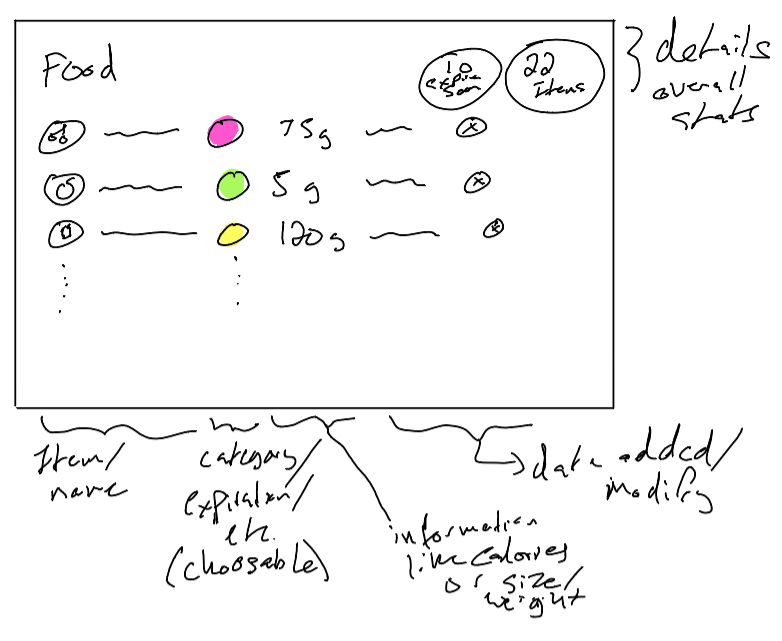 Food
10
expire
soon
22
Items
} details
overall
stats
75g
5g
120g
Item/
name
category
expiration/
etc.
(choosable)
information
like calories
or size/
weight
date added/
modify